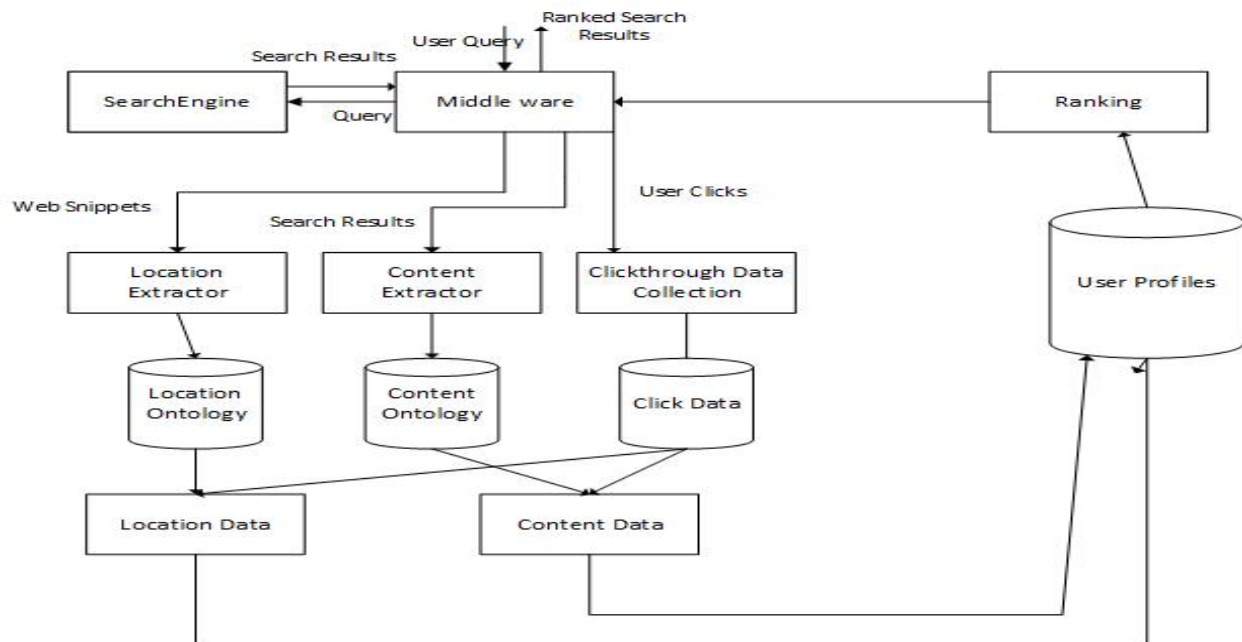 Ranked Search
Results
User Query
Search Results
SearchEngine
Middle ware
Ranking
Query
Web Snippets
Search Results
User Clicks
Location
Extractor
Content
Extractor
Clickthrough Data
Collection
User Profiles
Location
Ontology
Content
Ontology
Click Data
Location Data
Content Data